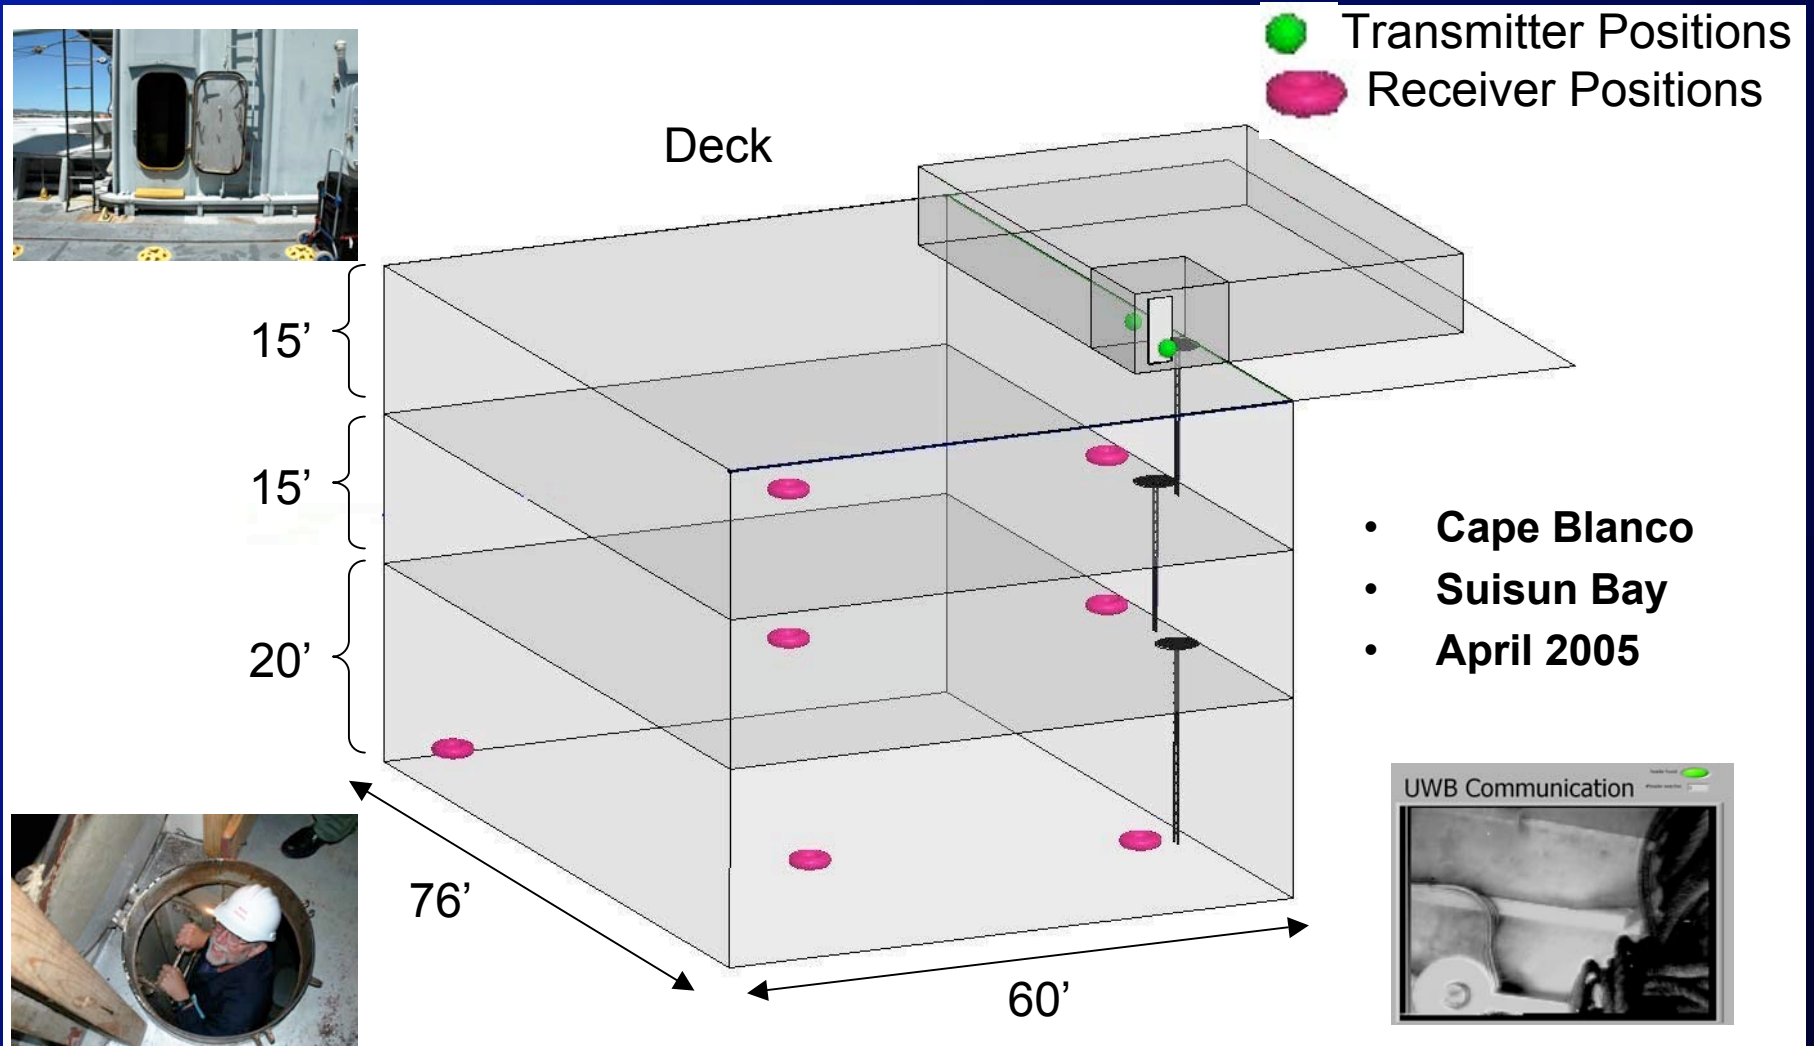 Transmitter Positions
Receiver Positions
Deck
15’
15’
20’
76’
60’
• Cape Blanco
• Suisun Bay
• April 2005
UWB Communication